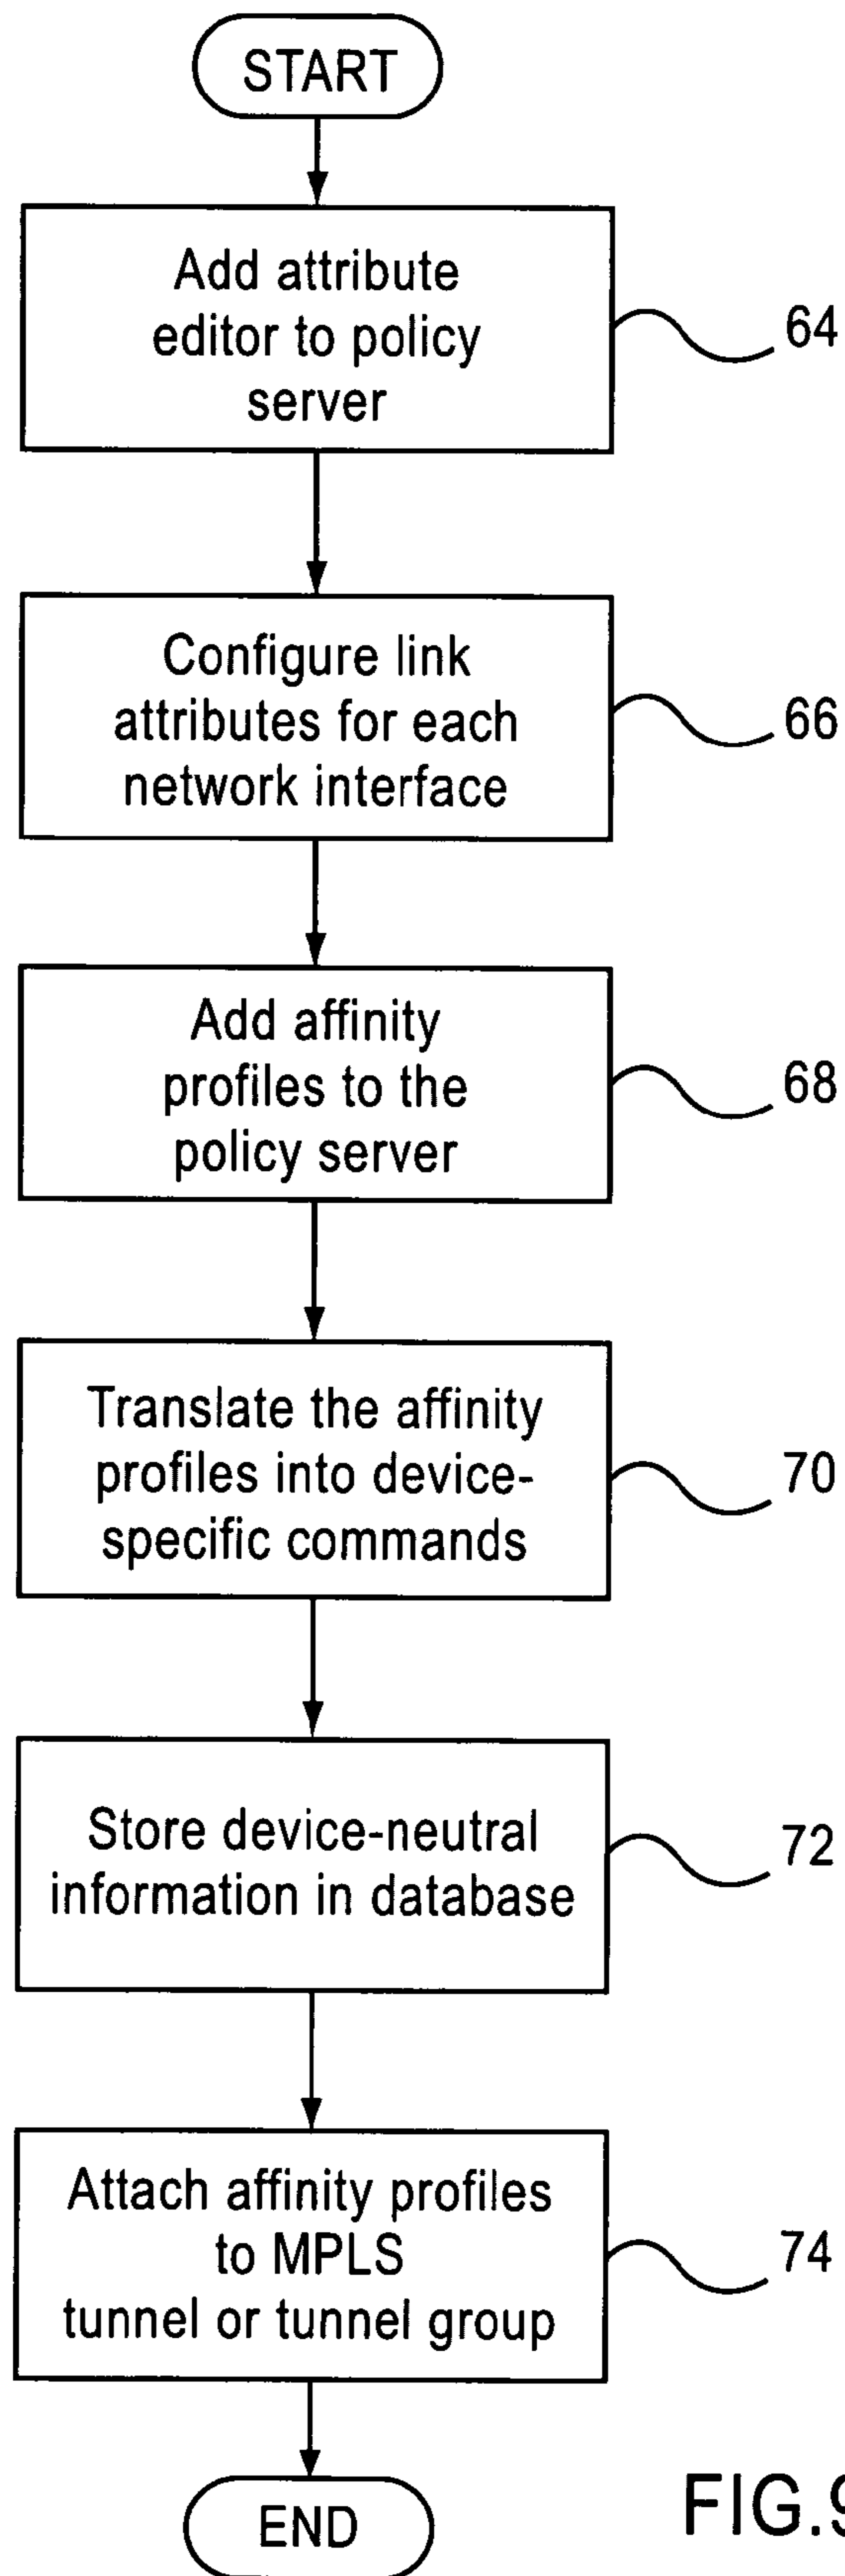 START
Add attribute
editor to policy
server
64
Configure link
attributes for each
network interface
66
Add affinity
profiles to the
policy server
68
Translate the affinity
profiles into device-
specific commands
70
Store device-neutral
information in database
72
Attach affinity profiles
to MPLS
tunnel or tunnel group
74
END
FIG.9